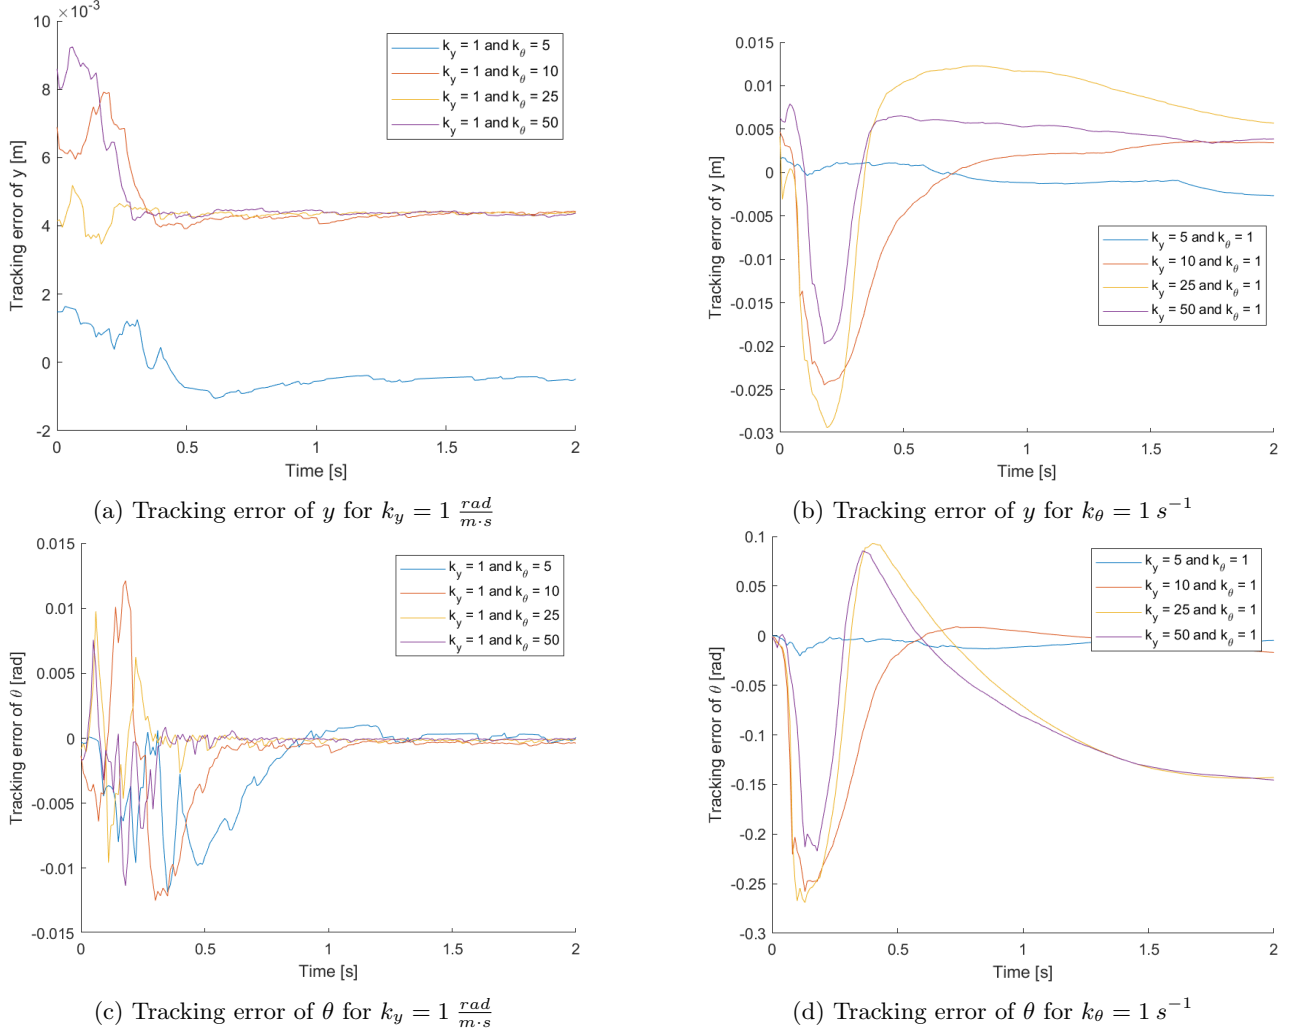 10 × 10⁻³
8
6
4
2
0
-2
Tracking error of y [m]
0 0.5 1 1.5 2
Time [s]
k_y = 1 and k_θ = 5
k_y = 1 and k_θ = 10
k_y = 1 and k_θ = 25
k_y = 1 and k_θ = 50
(a) Tracking error of y for k_y = 1 rad/m·s
0.015
0.01
0.005
0
-0.005
-0.01
-0.015
-0.02
-0.025
-0.03
Tracking error of y [m]
0 0.5 1 1.5 2
Time [s]
k_y = 5 and k_θ = 1
k_y = 10 and k_θ = 1
k_y = 25 and k_θ = 1
k_y = 50 and k_θ = 1
(b) Tracking error of y for k_θ = 1 s⁻¹
0.015
0.01
0.005
0
-0.005
-0.01
-0.015
Tracking error of θ [rad]
0 0.5 1 1.5 2
Time [s]
k_y = 1 and k_θ = 5
k_y = 1 and k_θ = 10
k_y = 1 and k_θ = 25
k_y = 1 and k_θ = 50
(c) Tracking error of θ for k_y = 1 rad/m·s
0.1
0.05
0
-0.05
-0.1
-0.15
-0.2
-0.25
-0.3
Tracking error of θ [rad]
0 0.5 1 1.5 2
Time [s]
k_y = 5 and k_θ = 1
k_y = 10 and k_θ = 1
k_y = 25 and k_θ = 1
k_y = 50 and k_θ = 1
(d) Tracking error of θ for k_θ = 1 s⁻¹